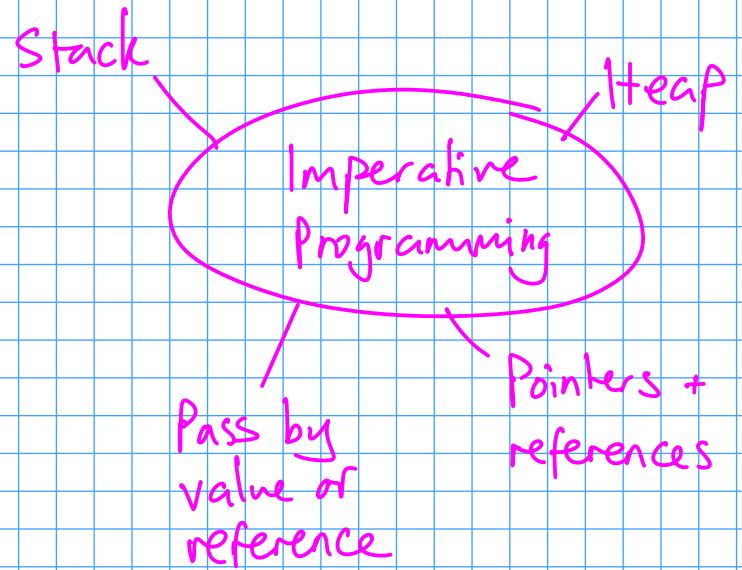 Stack
Heap
Imperative
Programming
Pointers +
references
Pass by
value or
reference